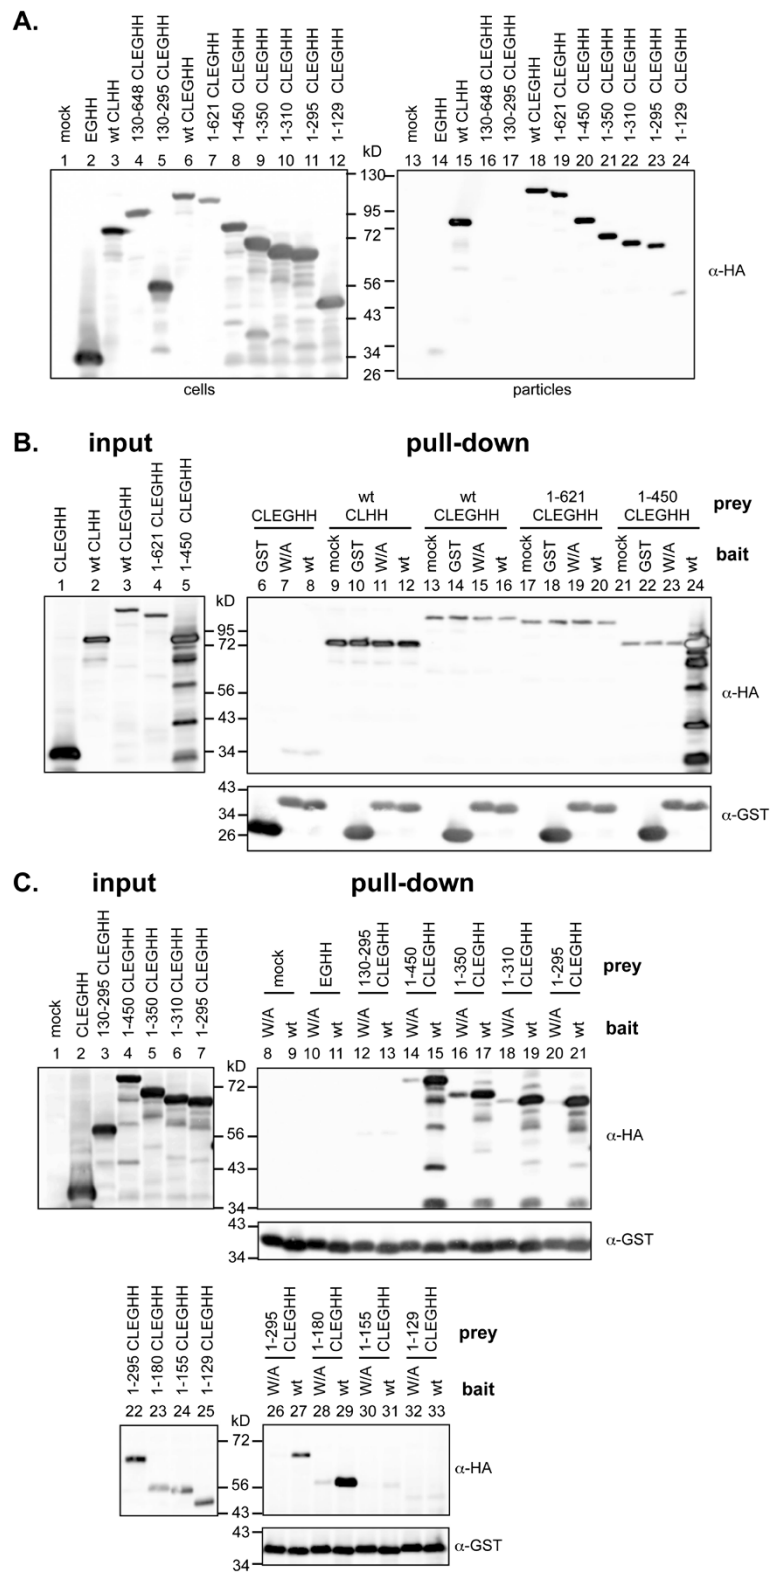 A.
mock
EGHH
wt CLHH
130-648 CLEGHH
130-295 CLEGHH
wt CLEGHH
1-621 CLEGHH
1-450 CLEGHH
1-350 CLEGHH
1-310 CLEGHH
1-295 CLEGHH
1-129 CLEGHH
1 2 3 4 5 6 7 8 9 10 11 12
kD
130
95
72
56
43
34
26
mock
EGHH
wt CLHH
130-648 CLEGHH
130-295 CLEGHH
wt CLEGHH
1-621 CLEGHH
1-450 CLEGHH
1-350 CLEGHH
1-310 CLEGHH
1-295 CLEGHH
1-129 CLEGHH
13 14 15 16 17 18 19 20 21 22 23 24
α-HA
cells
particles
B.
input
pull-down
CLEGHH
wt CLHH
wt CLEGHH
1-621 CLEGHH
1-450 CLEGHH
1 2 3 4 5
CLEGHH
wt
CLHH
wt
CLEGHH
1-621
CLEGHH
1-450
CLEGHH
prey
GST W/A wt mock GST W/A wt mock GST W/A wt mock GST W/A wt mock GST W/A wt
bait
6 7 8 9 10 11 12 13 14 15 16 17 18 19 20 21 22 23 24
kD
95
72
56
43
34
α-HA
43
34
26
α-GST
C.
input
pull-down
mock
CLEGHH
130-295 CLEGHH
1-450 CLEGHH
1-350 CLEGHH
1-310 CLEGHH
1-295 CLEGHH
1 2 3 4 5 6 7
mock
EGHH
130-295
CLEGHH
1-450
CLEGHH
1-350
CLEGHH
1-310
CLEGHH
1-295
CLEGHH
prey
W/A wt W/A wt W/A wt W/A wt W/A wt W/A wt W/A wt
bait
8 9 10 11 12 13 14 15 16 17 18 19 20 21
kD
72
56
43
34
α-HA
43
34
α-GST
1-295 CLEGHH
1-180 CLEGHH
1-155 CLEGHH
1-129 CLEGHH
22 23 24 25
1-295
CLEGHH
1-180
CLEGHH
1-155
CLEGHH
1-129
CLEGHH
prey
W/A wt W/A wt W/A wt W/A wt
bait
26 27 28 29 30 31 32 33
kD
72
56
43
α-HA
43
34
α-GST